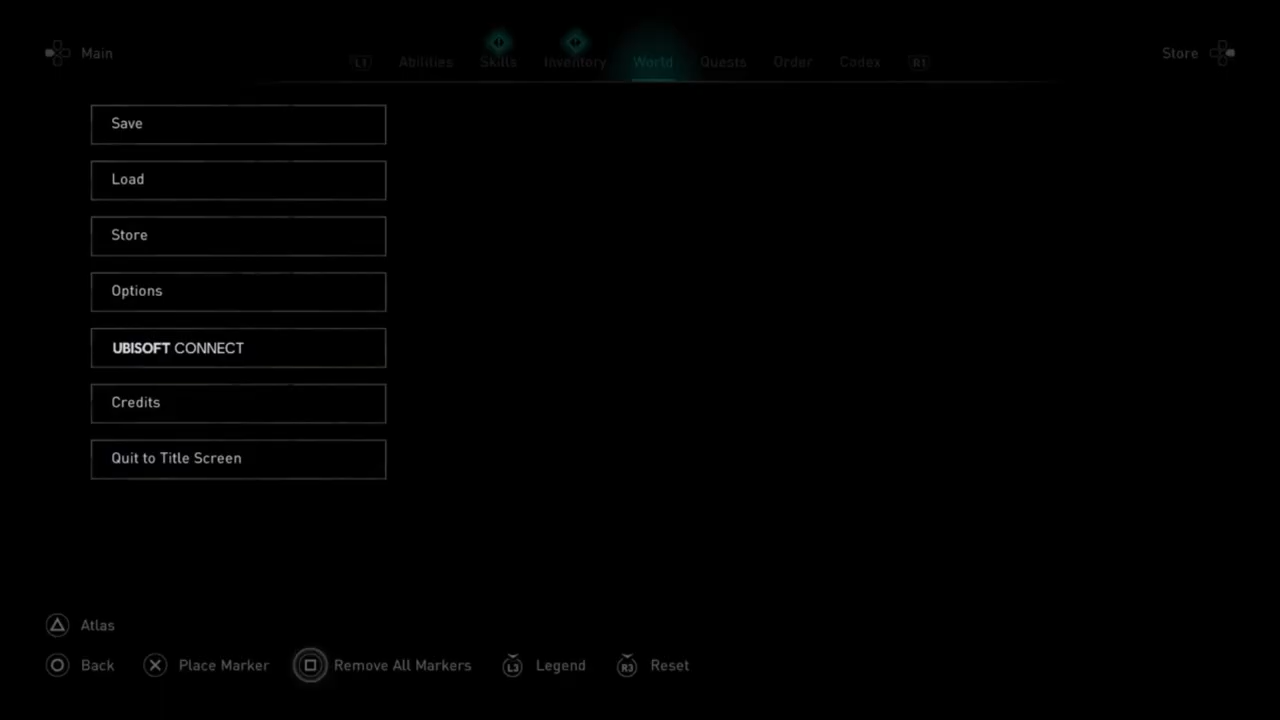 Main
L1 Abilities Skills Inventory World Quests Order Codex R1
Store
Save
Load
Store
Options
UBISOFT CONNECT
Credits
Quit to Title Screen
Atlas
Back Place Marker Remove All Markers L3 Legend R3 Reset